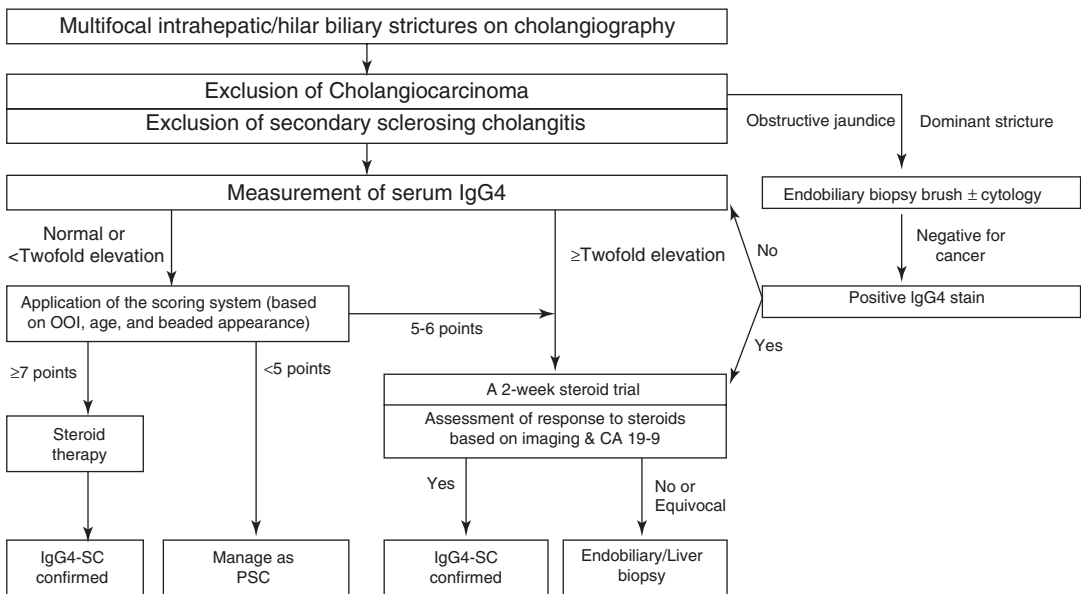 Multifocal intrahepatic/hilar biliary strictures on cholangiography
Exclusion of Cholangiocarcinoma
Exclusion of secondary sclerosing cholangitis
Obstructive jaundice
Dominant stricture
Measurement of serum IgG4
Endobiliary biopsy brush ± cytology
Normal or
<Twofold elevation
≥Twofold elevation
No
Negative for
cancer
Application of the scoring system (based
on OOI, age, and beaded appearance)
5-6 points
Positive IgG4 stain
Yes
≥7 points
<5 points
A 2-week steroid trial
Assessment of response to steroids
based on imaging & CA 19-9
Steroid
therapy
Yes
No or
Equivocal
IgG4-SC
confirmed
Manage as
PSC
IgG4-SC
confirmed
Endobiliary/Liver
biopsy